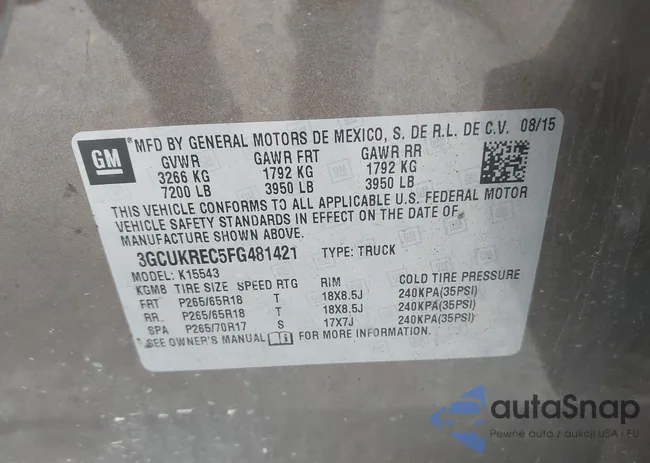 GM
MFD BY GENERAL MOTORS DE MEXICO, S. DE R.L. DE C.V. 08/15
GVWR GAWR FRT GAWR RR
3266 KG 1792 KG 1792 KG
7200 LB 3950 LB 3950 LB
THIS VEHICLE CONFORMS TO ALL APPLICABLE U.S. FEDERAL MOTOR
VEHICLE SAFETY STANDARDS IN EFFECT ON THE DATE OF
MANUFACTURE SHOWN ABOVE.
3GCUKREC5FG481421 TYPE: TRUCK
MODEL: K15543
KGM8 TIRE SIZE SPEED RTG RIM COLD TIRE PRESSURE
FRT P265/65R18 T 18X8.5J 240KPA(35PSI)
RR. P265/65R18 T 18X8.5J 240KPA(35PSI)
SPA P265/70R17 S 17X7J 240KPA(35PSI)
*SEE OWNER'S MANUAL FOR MORE INFORMATION.
autaSnap
Pewne auta z aukcji USA i EU